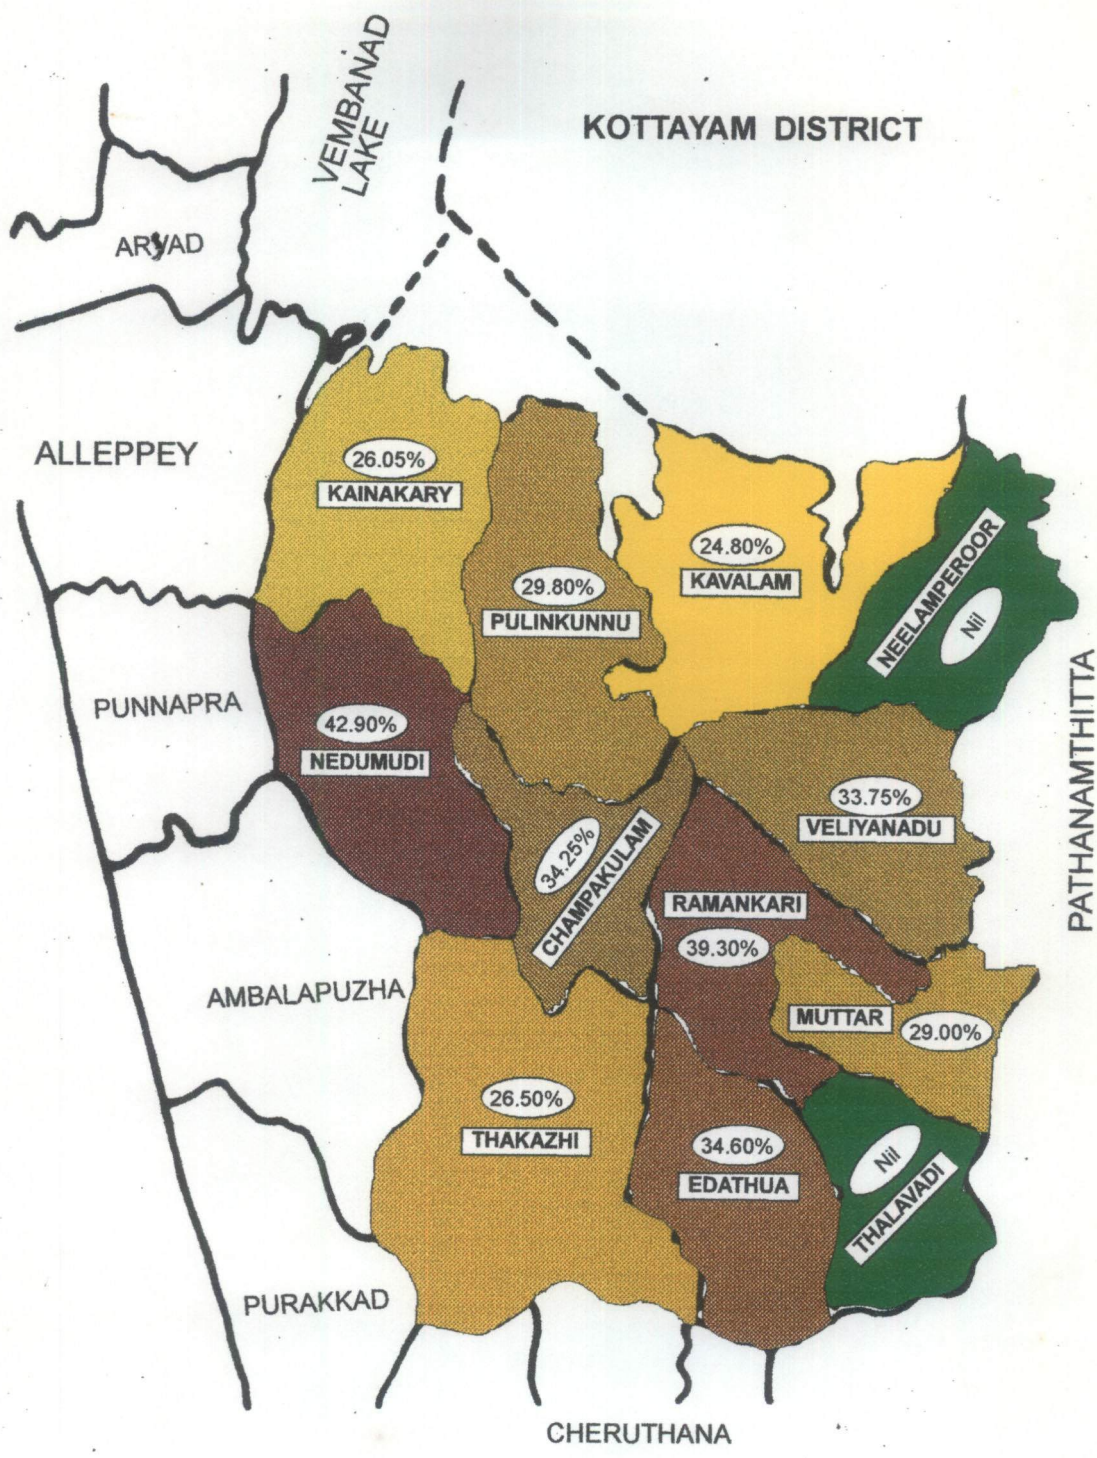 VEMBANAD
LAKE
KOTTAYAM DISTRICT
ARYAD
ALLEPPEY
26.05%
KAINAKARY
29.80%
PULINKUNNU
24.80%
KAVALAM
NEELAMPEROOR
Nil
PUNNAPRA
42.90%
NEDUMUDI
PATHANAMTHITTA
33.75%
VELIYANADU
34.25%
CHAMPAKULAM
RAMANKARI
39.30%
AMBALAPUZHA
MUTTAR
29.00%
26.50%
THAKAZHI
34.60%
EDATHUA
Nil
THALAVADI
PURAKKAD
CHERUTHANA